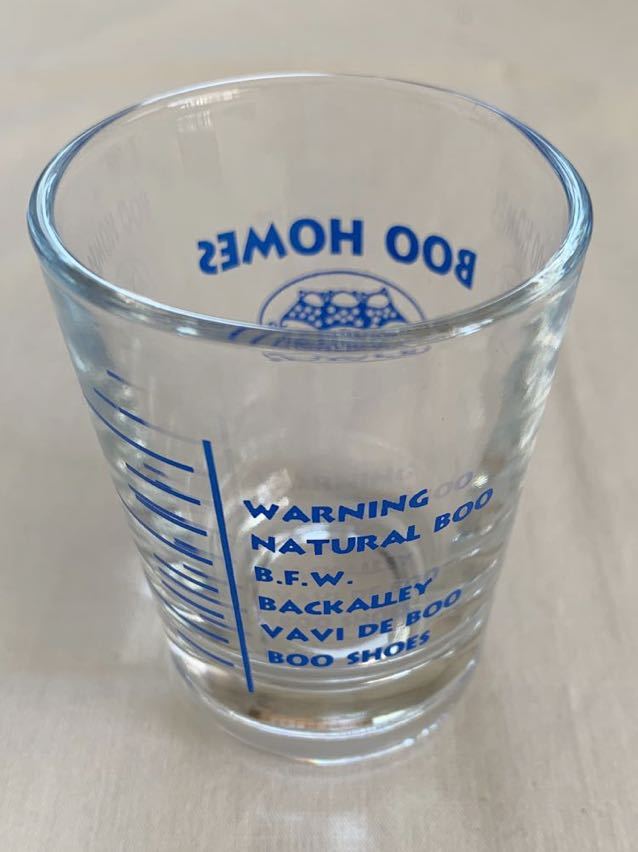 BOO HOMES
WARNING
NATURAL BOO
B.F.W.
BACKALLEY
VAVI DE BOO
BOO SHOES